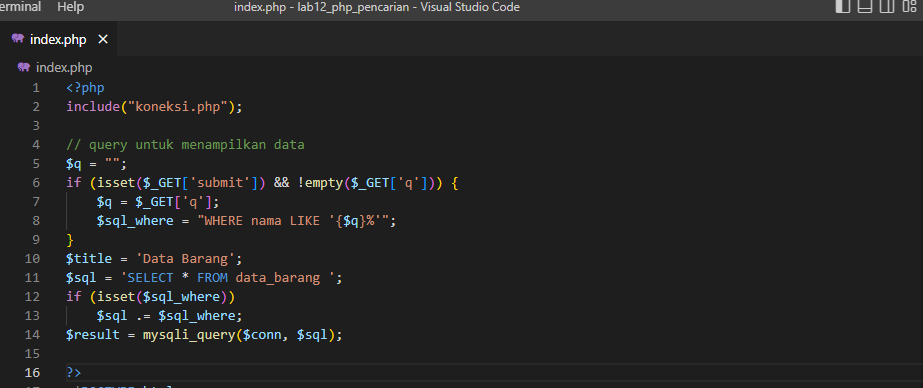 erminal Help index.php - lab12_php_pencarian - Visual Studio Code
index.php ×
index.php
1 <?php
2 include("koneksi.php");
3
4 // query untuk menampilkan data
5 $q = "";
6 if (isset($_GET['submit']) && !empty($_GET['q'])) {
7 $q = $_GET['q'];
8 $sql_where = "WHERE nama LIKE '{$q}%'";
9 }
10 $title = 'Data Barang';
11 $sql = 'SELECT * FROM data_barang ';
12 if (isset($sql_where))
13 $sql .= $sql_where;
14 $result = mysqli_query($conn, $sql);
15
16 ?>